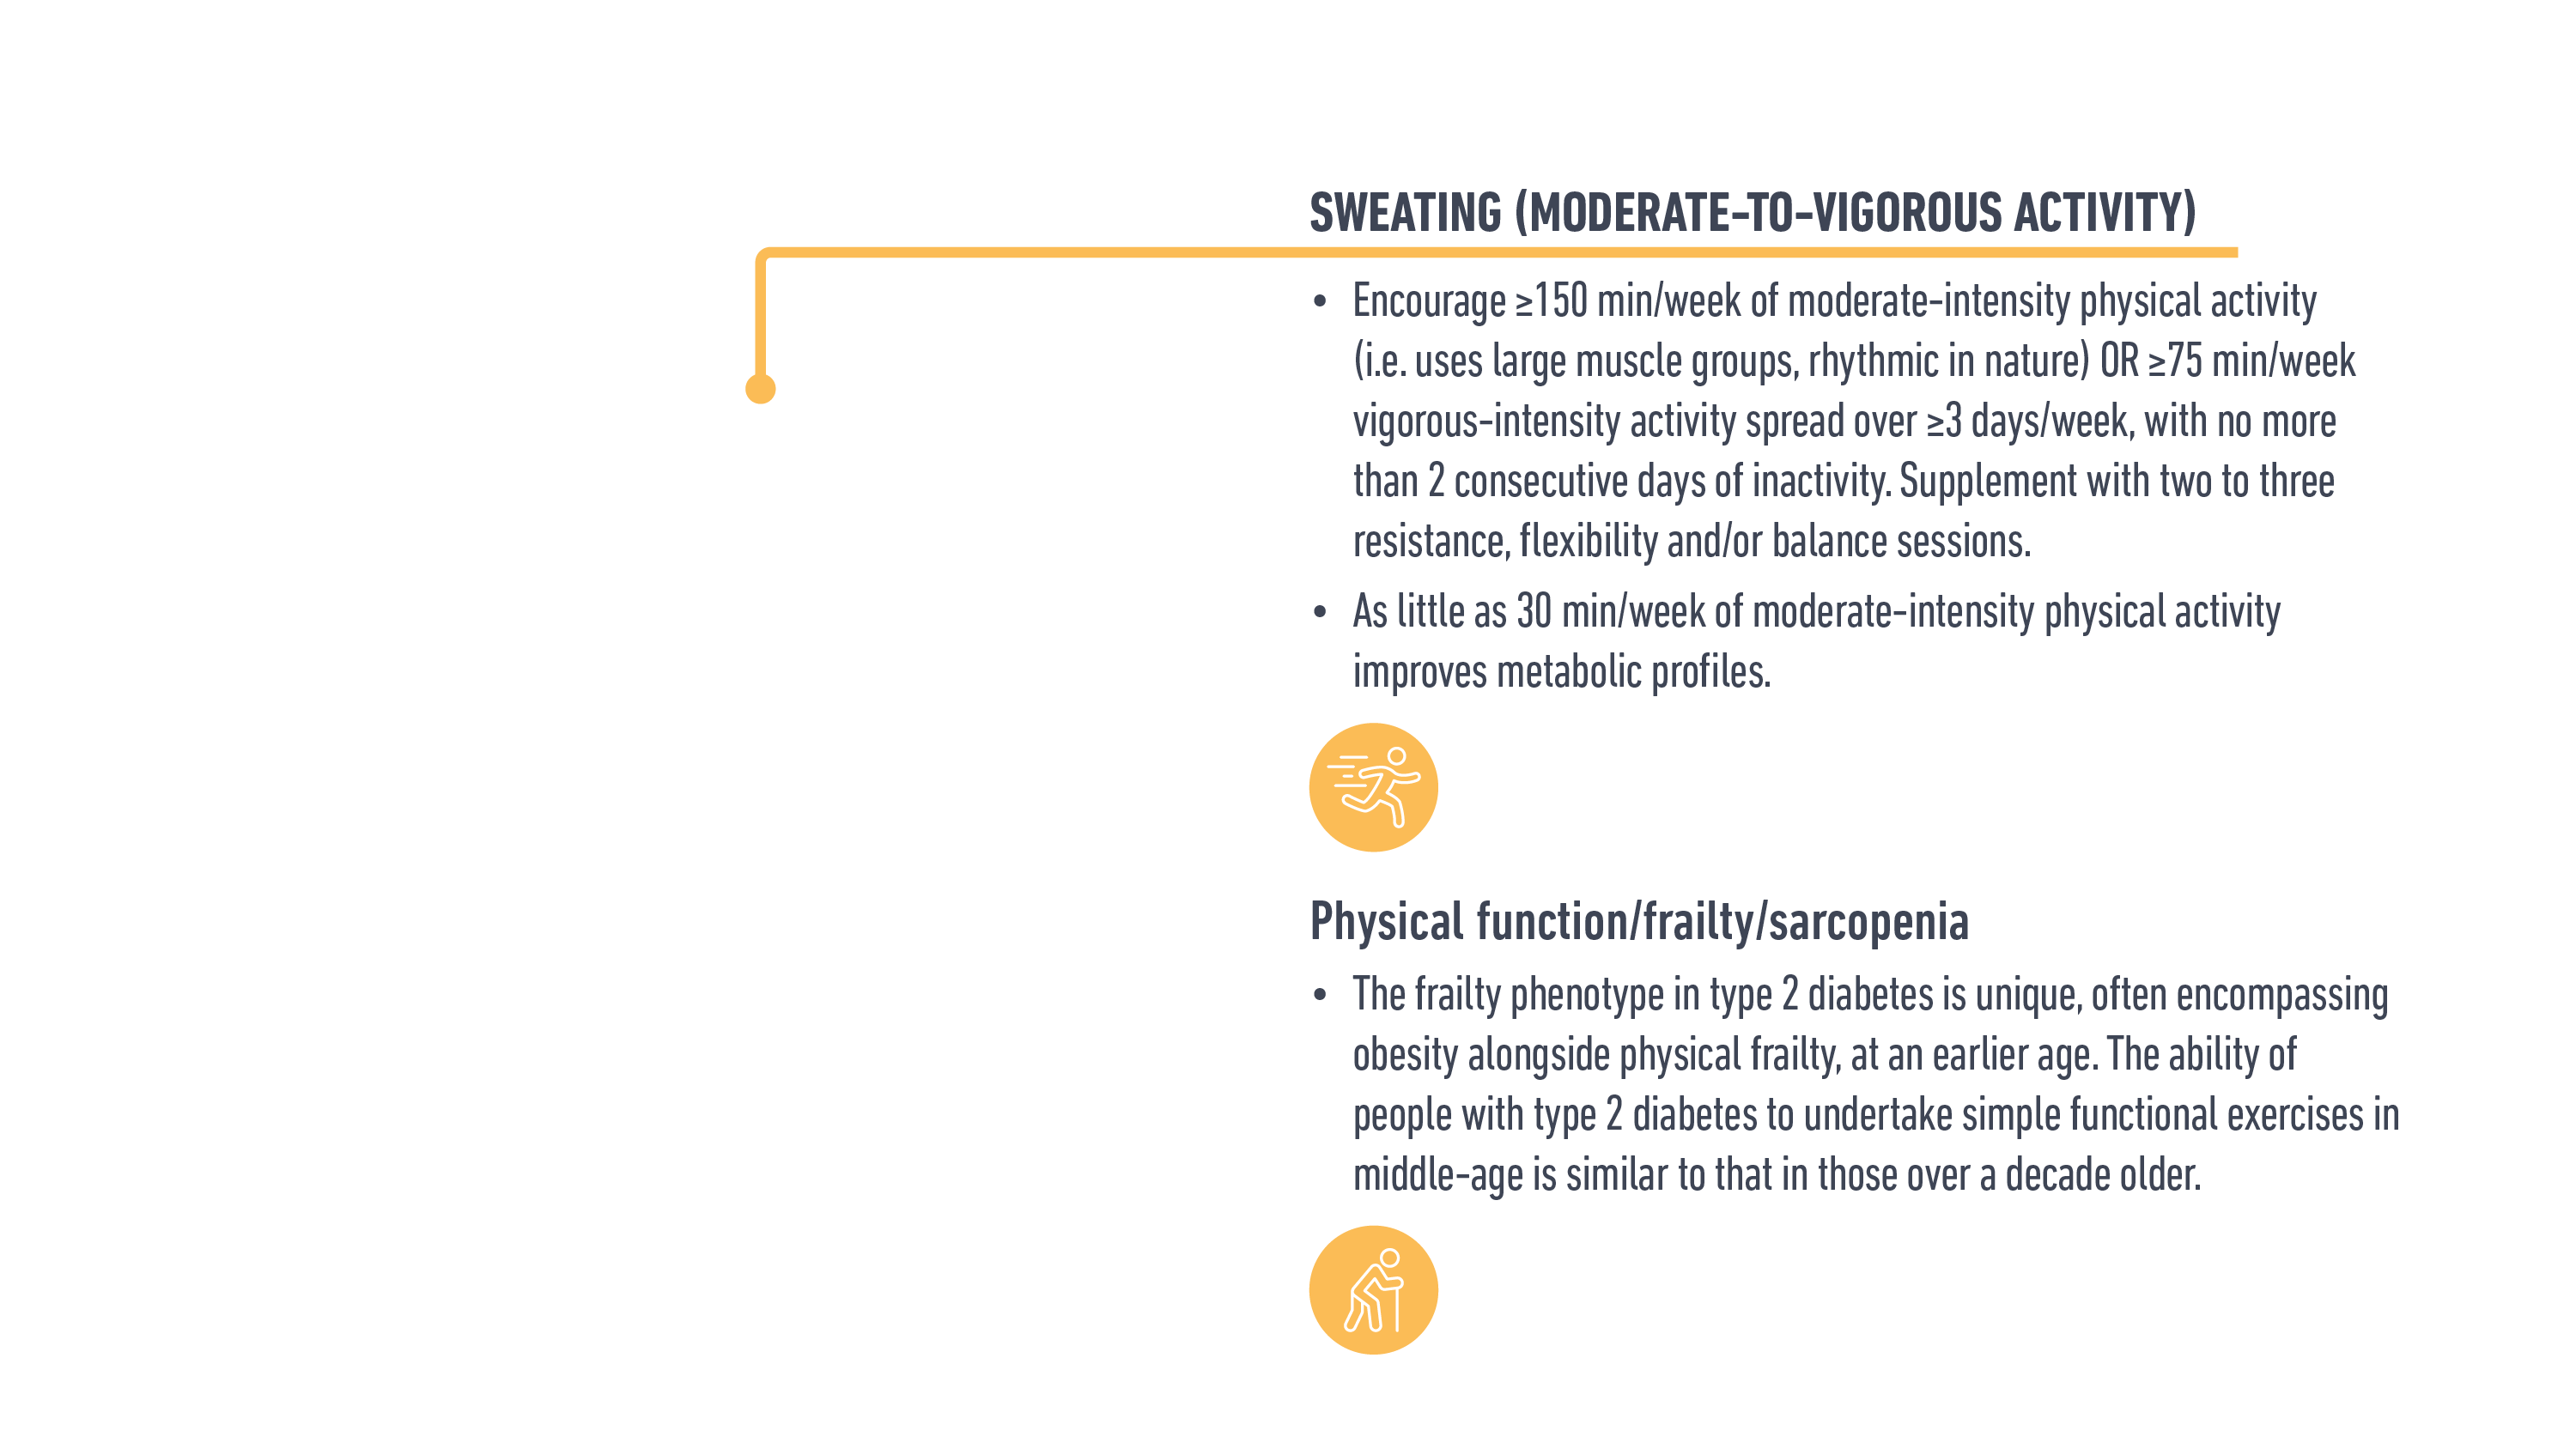 SWEATING (MODERATE-TO-VIGOROUS ACTIVITY)
• Encourage ≥150 min/week of moderate-intensity physical activity
(i.e. uses large muscle groups, rhythmic in nature) OR ≥75 min/week
vigorous-intensity activity spread over ≥3 days/week, with no more
than 2 consecutive days of inactivity. Supplement with two to three
resistance, flexibility and/or balance sessions.
• As little as 30 min/week of moderate-intensity physical activity
improves metabolic profiles.
Physical function/frailty/sarcopenia
• The frailty phenotype in type 2 diabetes is unique, often encompassing
obesity alongside physical frailty, at an earlier age. The ability of
people with type 2 diabetes to undertake simple functional exercises in
middle-age is similar to that in those over a decade older.